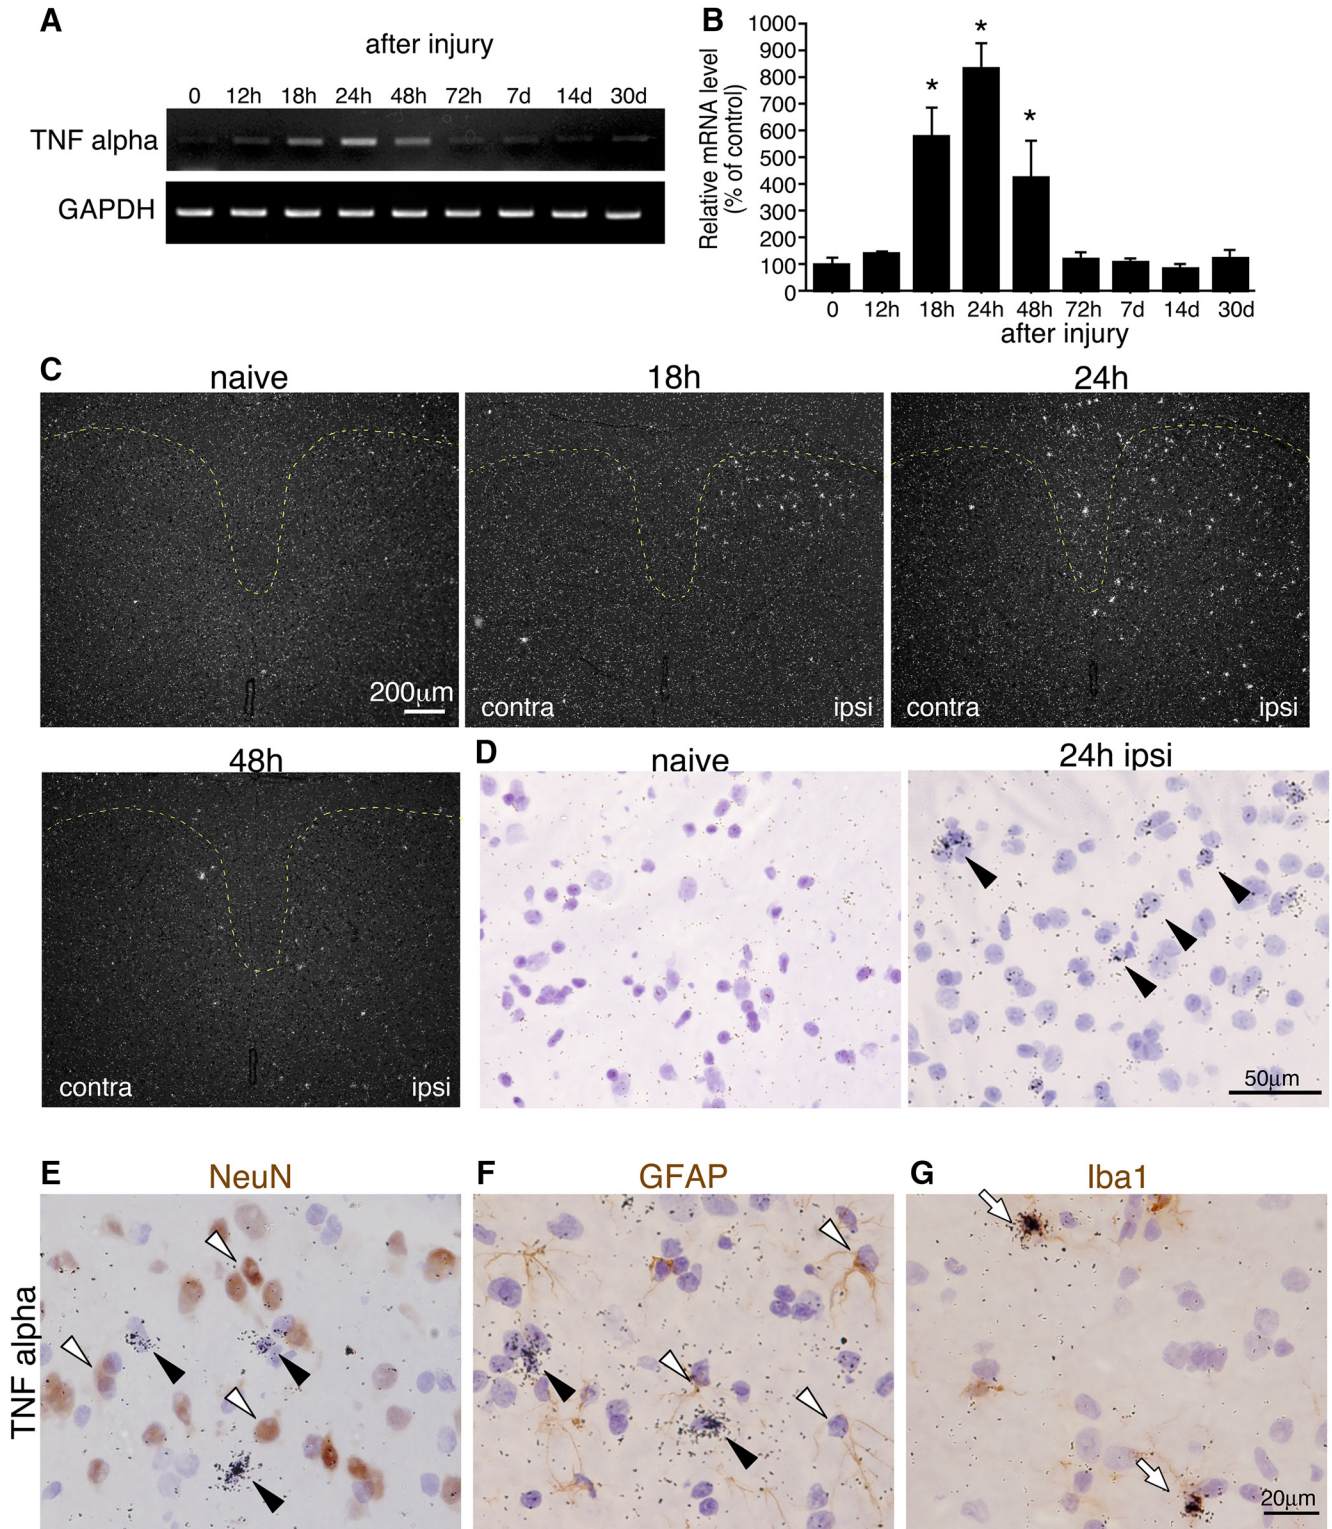 A
after injury
0 12h 18h 24h 48h 72h 7d 14d 30d
TNF alpha
GAPDH
B
Relative mRNA level
(% of control)
1000
900
800
700
600
500
400
300
200
100
0
* * *
0 12h 18h 24h 48h 72h 7d 14d 30d
after injury
C
naive 18h 24h
200μm
contra ipsi
contra ipsi
48h
contra ipsi
D
naive 24h ipsi
50μm
E NeuN
F GFAP
G Iba1
TNF alpha
20μm